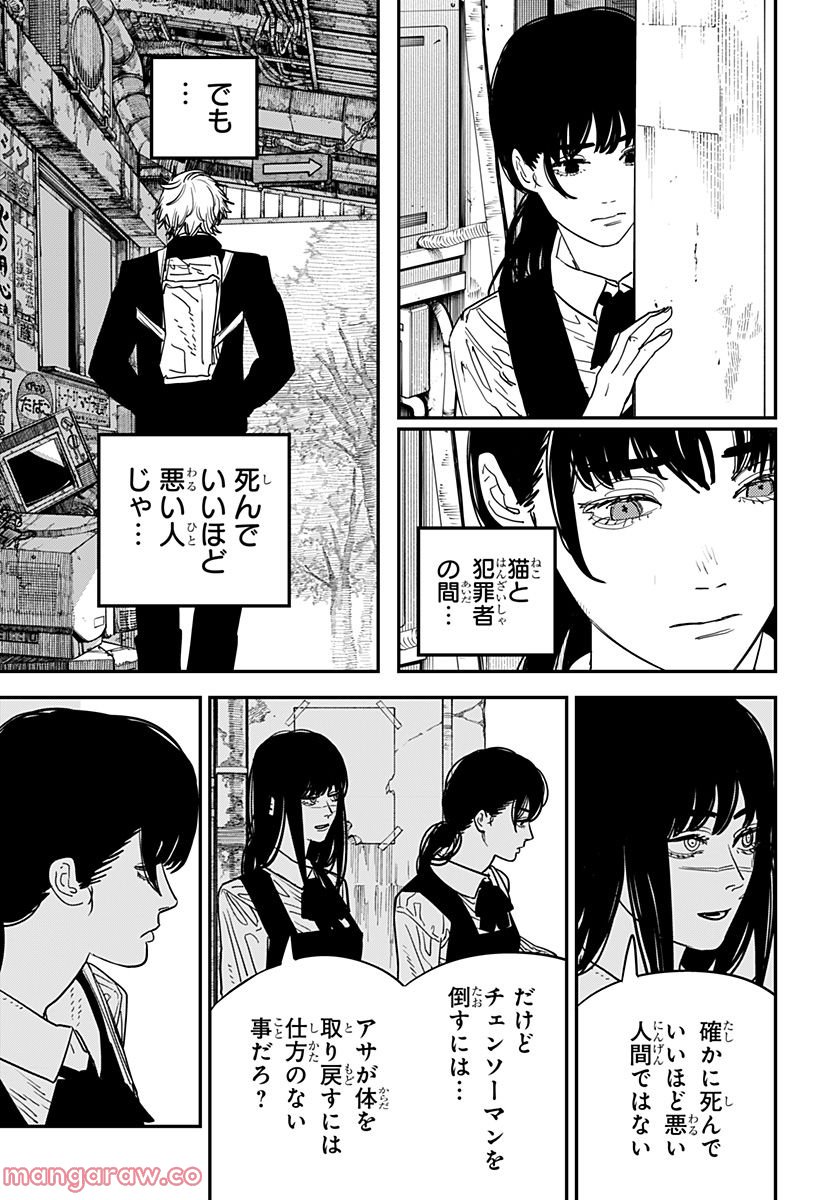 猫と
犯罪者
の間…
でも
…
死んで
いいほど
悪い人
じゃ…
確かに死んで
いいほど悪い
人間ではない
だけど
チェンソーマンを
倒すには…
アサが体を
取り戻すには
仕方のない
事だろ？
火の用心
たばこ
mangaraw.co